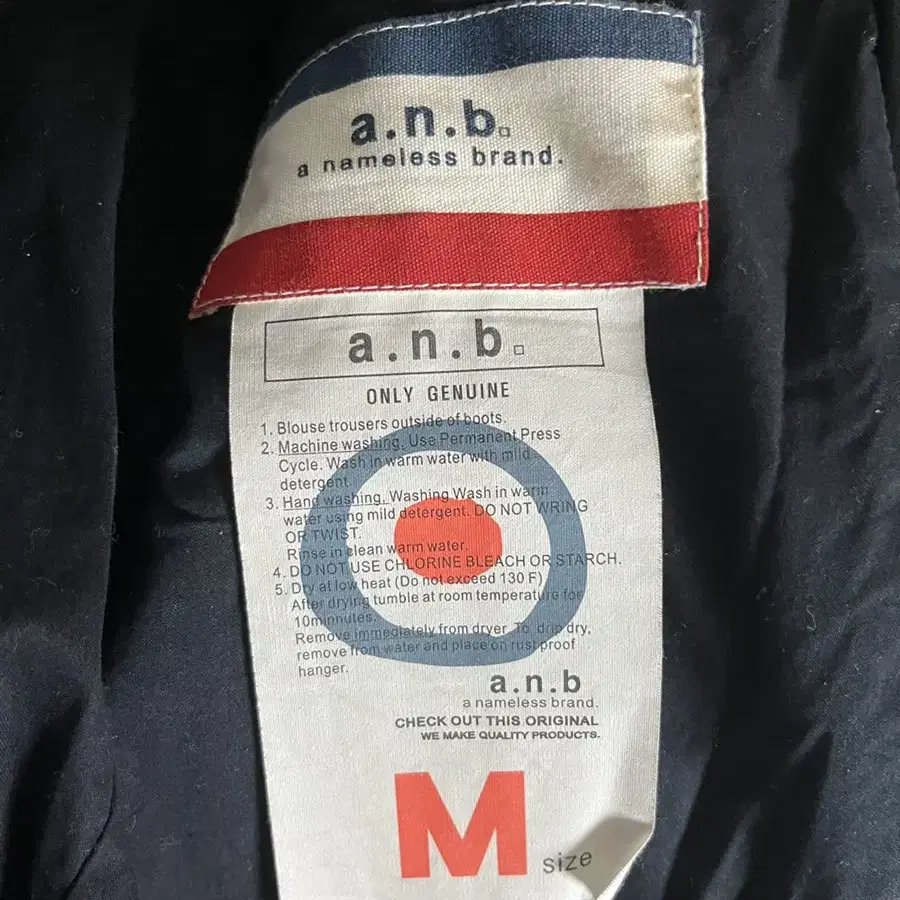 a.n.b.
a nameless brand.
a.n.b.
ONLY GENUINE
1. Blouse trousers outside of boots.
2. Machine washing. Use Permanent Press
Cycle. Wash in warm water with mild
detergent.
3. Hand washing. Washing Wash in warm
water using mild detergent. DO NOT WRING
OR TWIST.
Rinse in clean warm water.
4. DO NOT USE CHLORINE BLEACH OR STARCH.
5. Dry at low heat (Do not exceed 130 F)
After drying tumble at room temperature for
10minnutes.
Remove immediately from dryer. To drip dry,
remove from water and place on rust proof
hanger.
a.n.b
a nameless brand.
CHECK OUT THIS ORIGINAL
WE MAKE QUALITY PRODUCTS.
M size